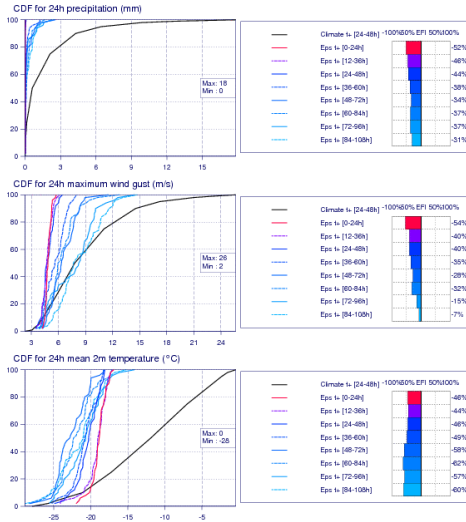 CDF for 24h precipitation (mm)
100
80
60
40
20
0
0 3 6 9 12 15
Max: 18
Min : 0
Climate t+ [24-48h] -100%50% EFI 50%100%
Eps t+ [0-24h] -52%
Eps t+ [12-36h] -46%
Eps t+ [24-48h] -44%
Eps t+ [36-60h] -38%
Eps t+ [48-72h] -34%
Eps t+ [60-84h] -37%
Eps t+ [72-96h] -37%
Eps t+ [84-108h] -31%
CDF for 24h maximum wind gust (m/s)
100
80
60
40
20
0
3 6 9 12 15 18 21 24
Max: 26
Min : 2
Climate t+ [24-48h] -100%50% EFI 50%100%
Eps t+ [0-24h] -54%
Eps t+ [12-36h] -40%
Eps t+ [24-48h] -40%
Eps t+ [36-60h] -35%
Eps t+ [48-72h] -28%
Eps t+ [60-84h] -32%
Eps t+ [72-96h] -15%
Eps t+ [84-108h] -7%
CDF for 24h mean 2m temperature (°C)
100
80
60
40
20
0
-25 -20 -15 -10 -5
Max: 0
Min : -28
Climate t+ [24-48h] -100%50% EFI 50%100%
Eps t+ [0-24h] -46%
Eps t+ [12-36h] -44%
Eps t+ [24-48h] -46%
Eps t+ [36-60h] -49%
Eps t+ [48-72h] -58%
Eps t+ [60-84h] -62%
Eps t+ [72-96h] -57%
Eps t+ [84-108h] -60%